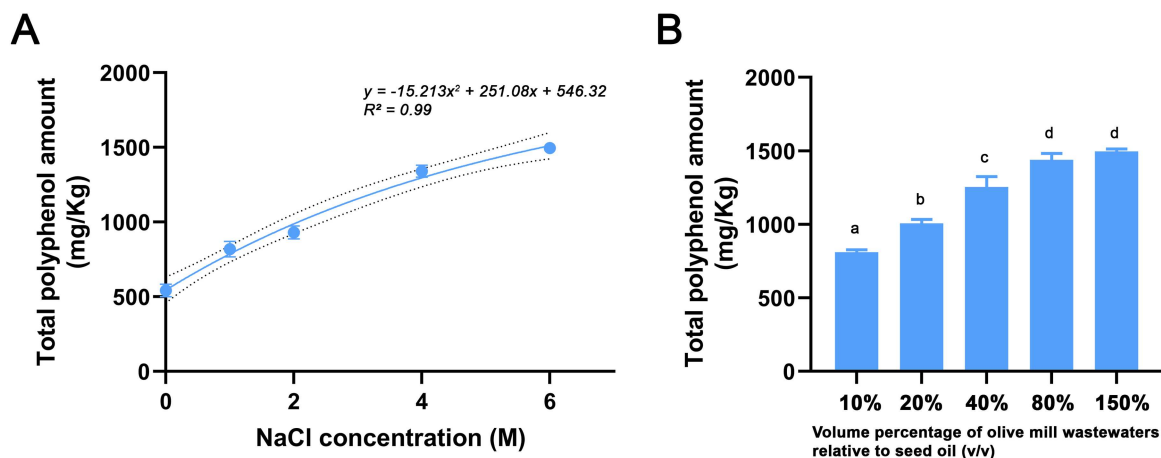 A
Total polyphenol amount
(mg/Kg)
2000
1500
1000
500
0
y = -15.213x² + 251.08x + 546.32
R² = 0.99
0 2 4 6
NaCl concentration (M)
B
Total polyphenol amount
(mg/Kg)
2000
1500
1000
500
0
a b c d d
10% 20% 40% 80% 150%
Volume percentage of olive mill wastewaters
relative to seed oil (v/v)